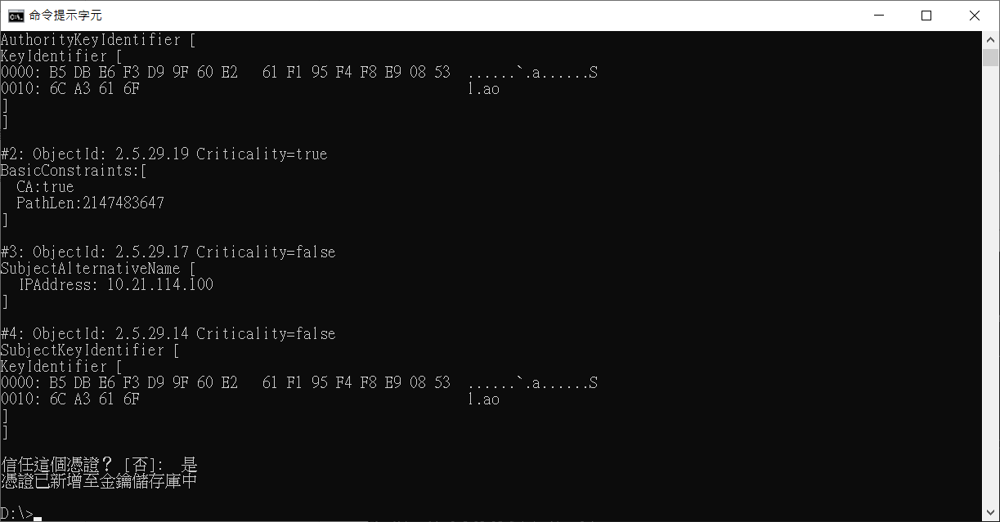 命令提示字元
AuthorityKeyIdentifier [
KeyIdentifier [
0000: B5 DB E6 F3 D9 9F 60 E2   61 F1 95 F4 F8 E9 08 53  ......`.a......S
0010: 6C A3 61 6F                                        l.ao
]
]
#2: ObjectId: 2.5.29.19 Criticality=true
BasicConstraints:[
  CA:true
  PathLen:2147483647
]
#3: ObjectId: 2.5.29.17 Criticality=false
SubjectAlternativeName [
  IPAddress: 10.21.114.100
]
#4: ObjectId: 2.5.29.14 Criticality=false
SubjectKeyIdentifier [
KeyIdentifier [
0000: B5 DB E6 F3 D9 9F 60 E2   61 F1 95 F4 F8 E9 08 53  ......`.a......S
0010: 6C A3 61 6F                                        l.ao
]
]
信任這個憑證? [否]:  是
憑證已新增至金鑰儲存庫中
D:\>